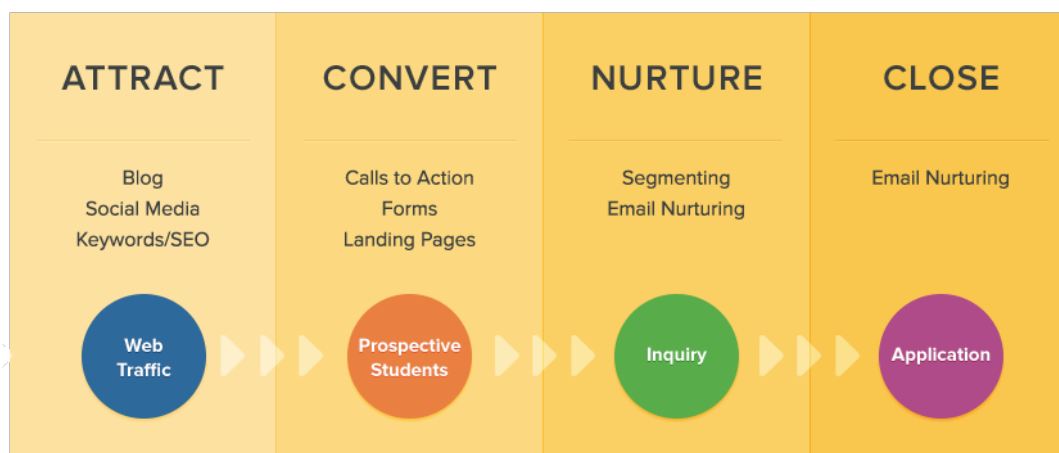 ATTRACT
Blog
Social Media
Keywords/SEO
Web
Traffic
CONVERT
Calls to Action
Forms
Landing Pages
Prospective
Students
NURTURE
Segmenting
Email Nurturing
Inquiry
CLOSE
Email Nurturing
Application